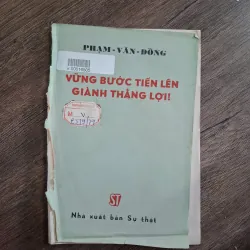 PHẠM-VĂN-ĐỒNG
VỮNG BƯỚC TIẾN LÊN
GIÀNH THẮNG LỢI!
ST
Nhà xuất bản Sự thật